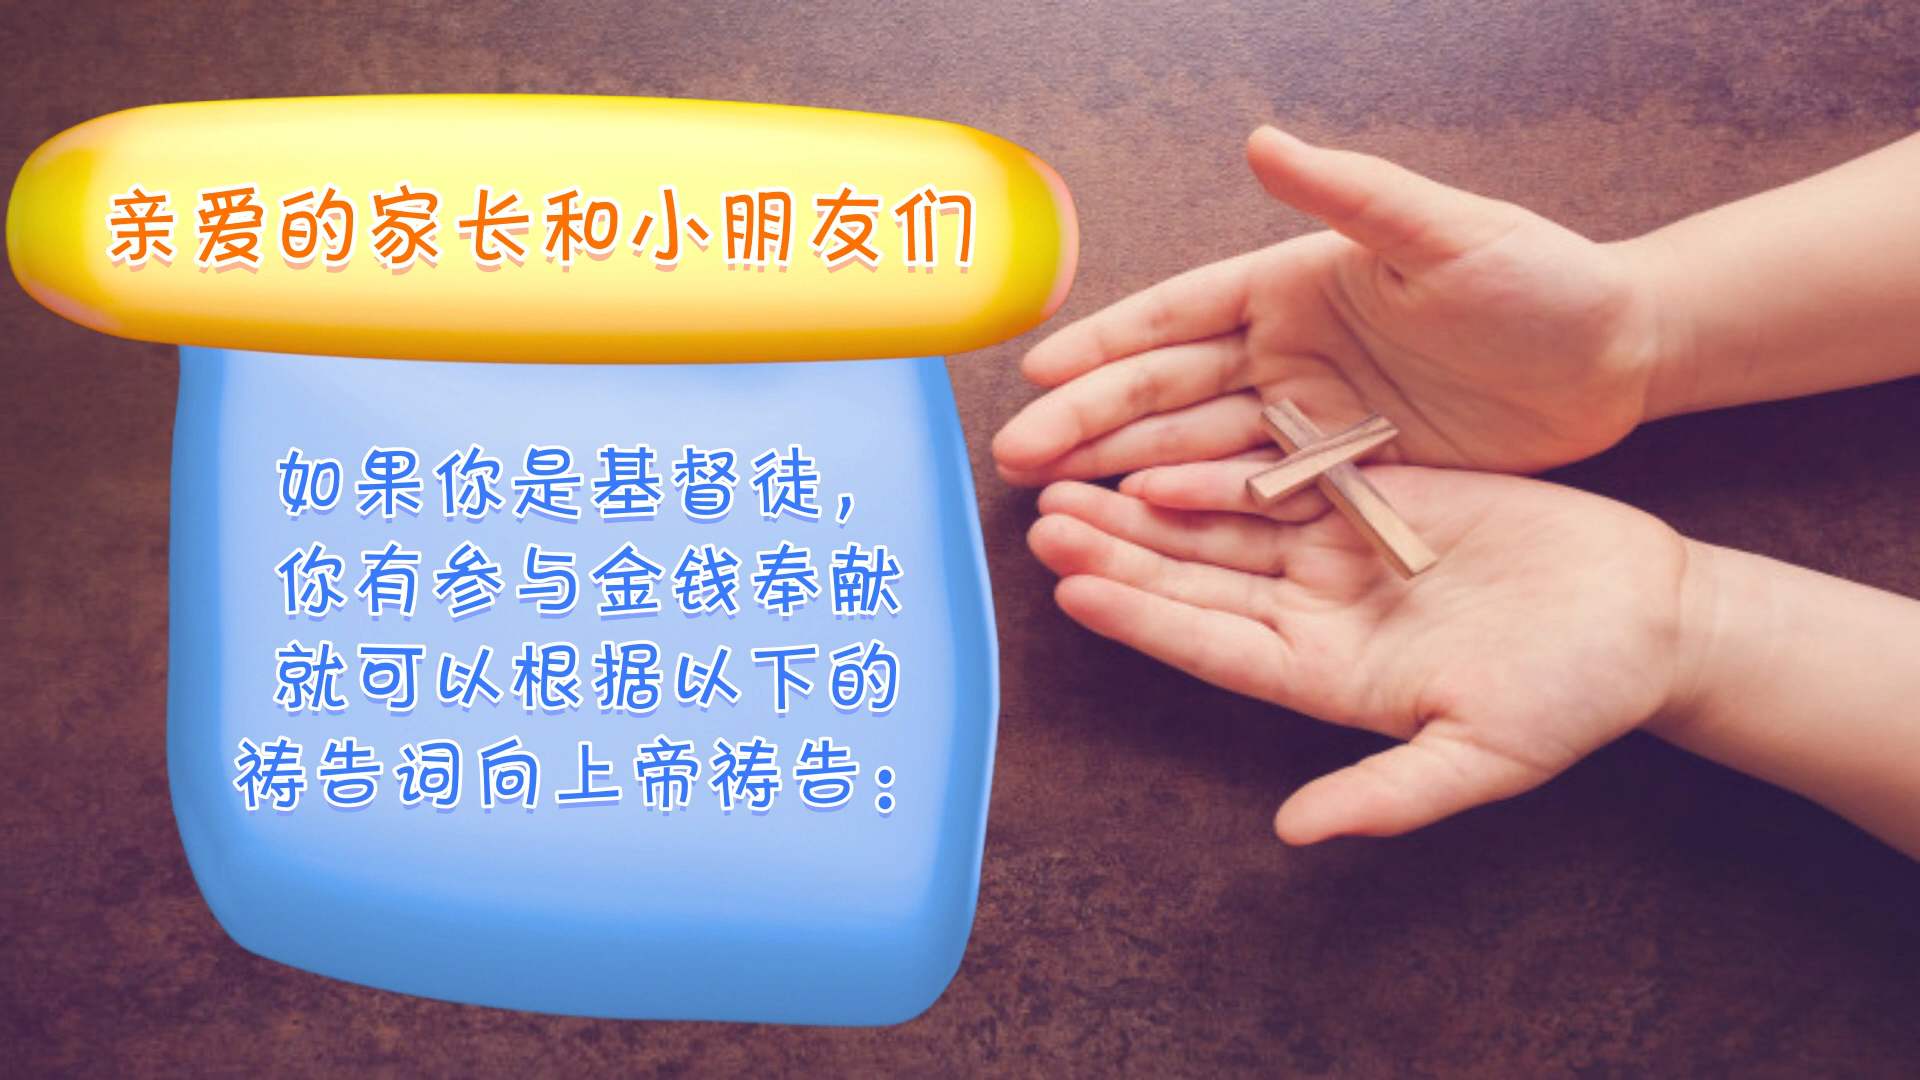 亲爱的家长和小朋友们
如果你是基督徒，
你有参与金钱奉献
就可以根据以下的
祷告词向上帝祷告：